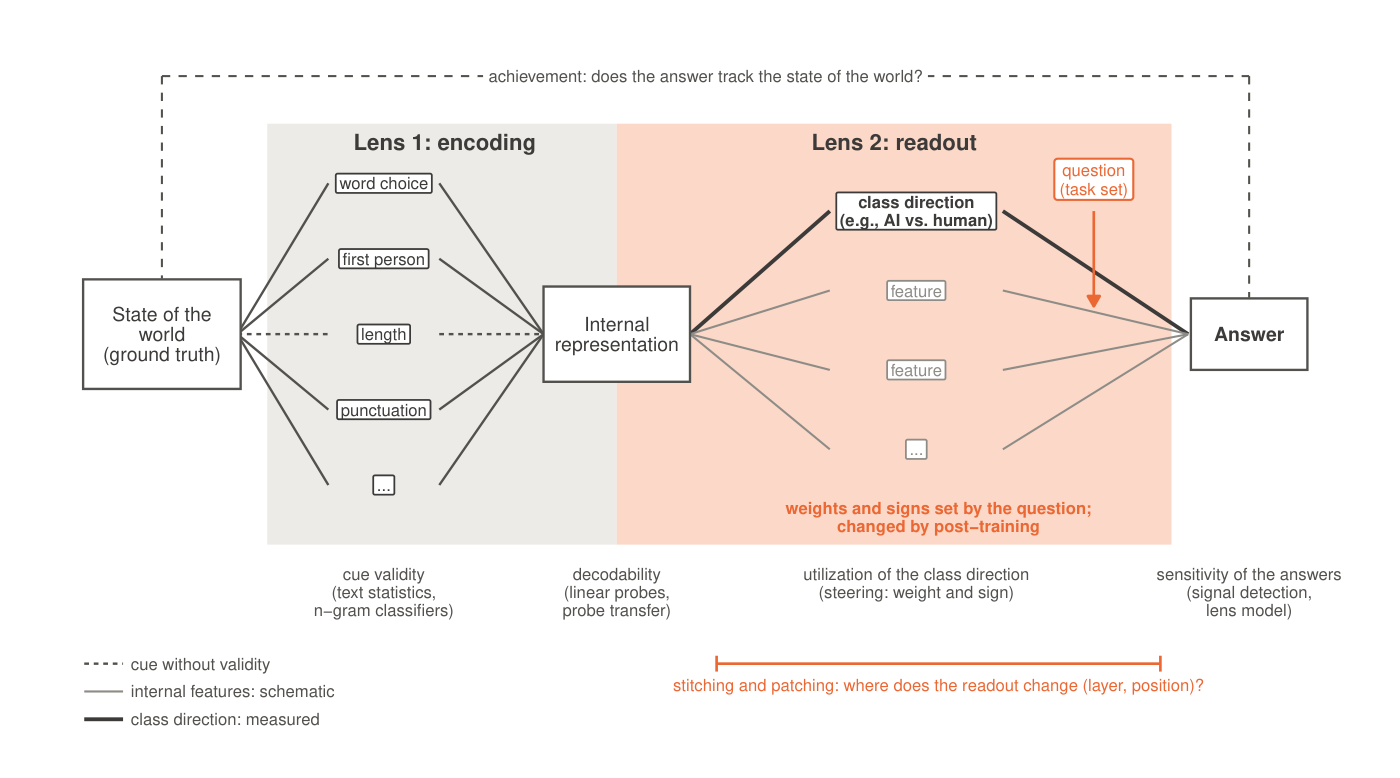 achievement: does the answer track the state of the world?
Lens 1: encoding
Lens 2: readout
word choice
first person
length
punctuation
...
State of the
world
(ground truth)
Internal
representation
class direction
(e.g., AI vs. human)
feature
feature
...
question
(task set)
Answer
weights and signs set by the question;
changed by post−training
cue validity
(text statistics,
n−gram classifiers)
decodability
(linear probes,
probe transfer)
utilization of the class direction
(steering: weight and sign)
sensitivity of the answers
(signal detection,
lens model)
cue without validity
internal features: schematic
class direction: measured
stitching and patching: where does the readout change (layer, position)?